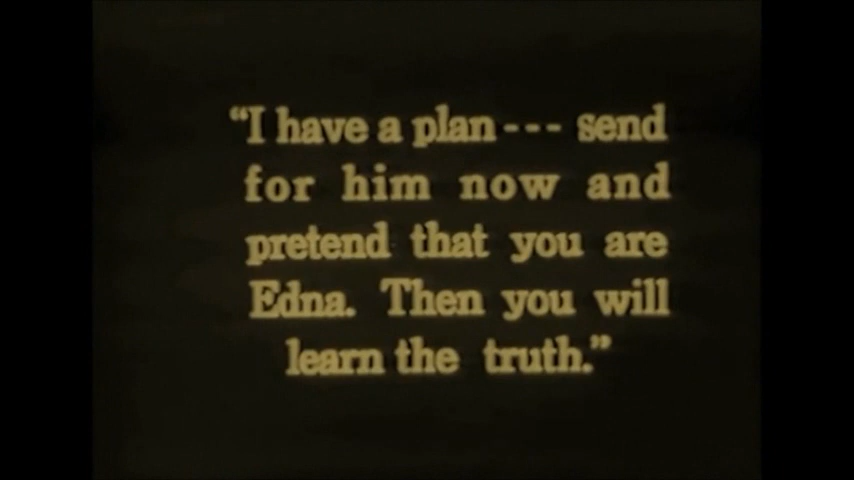 “I have a plan--- send
for him now and
pretend that you are
Edna. Then you will
learn the truth.”